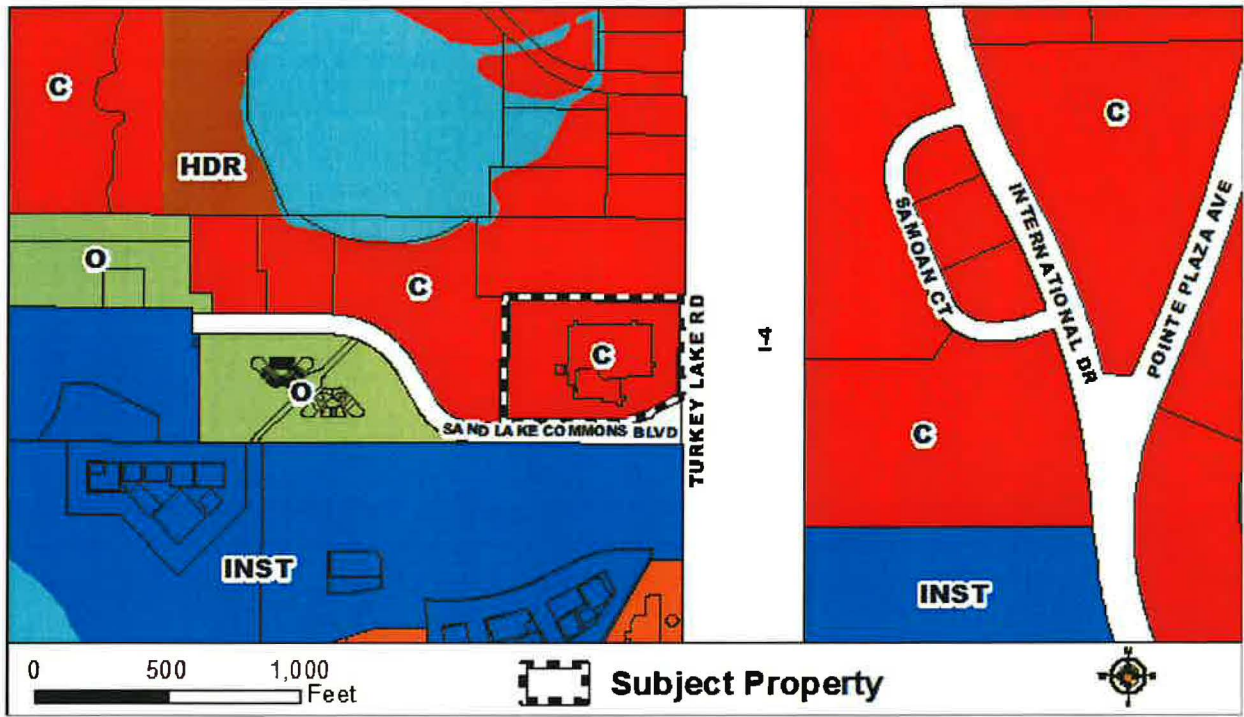 C
C
HDR
SAMOAN CT
INTERNATIONAL DR
POINTE PLAZA AVE
O
C
TURKEY LAKE RD
I-4
C
O
SAND LAKE COMMONS BLVD
C
INST
INST
0 500 1,000
Feet
Subject Property